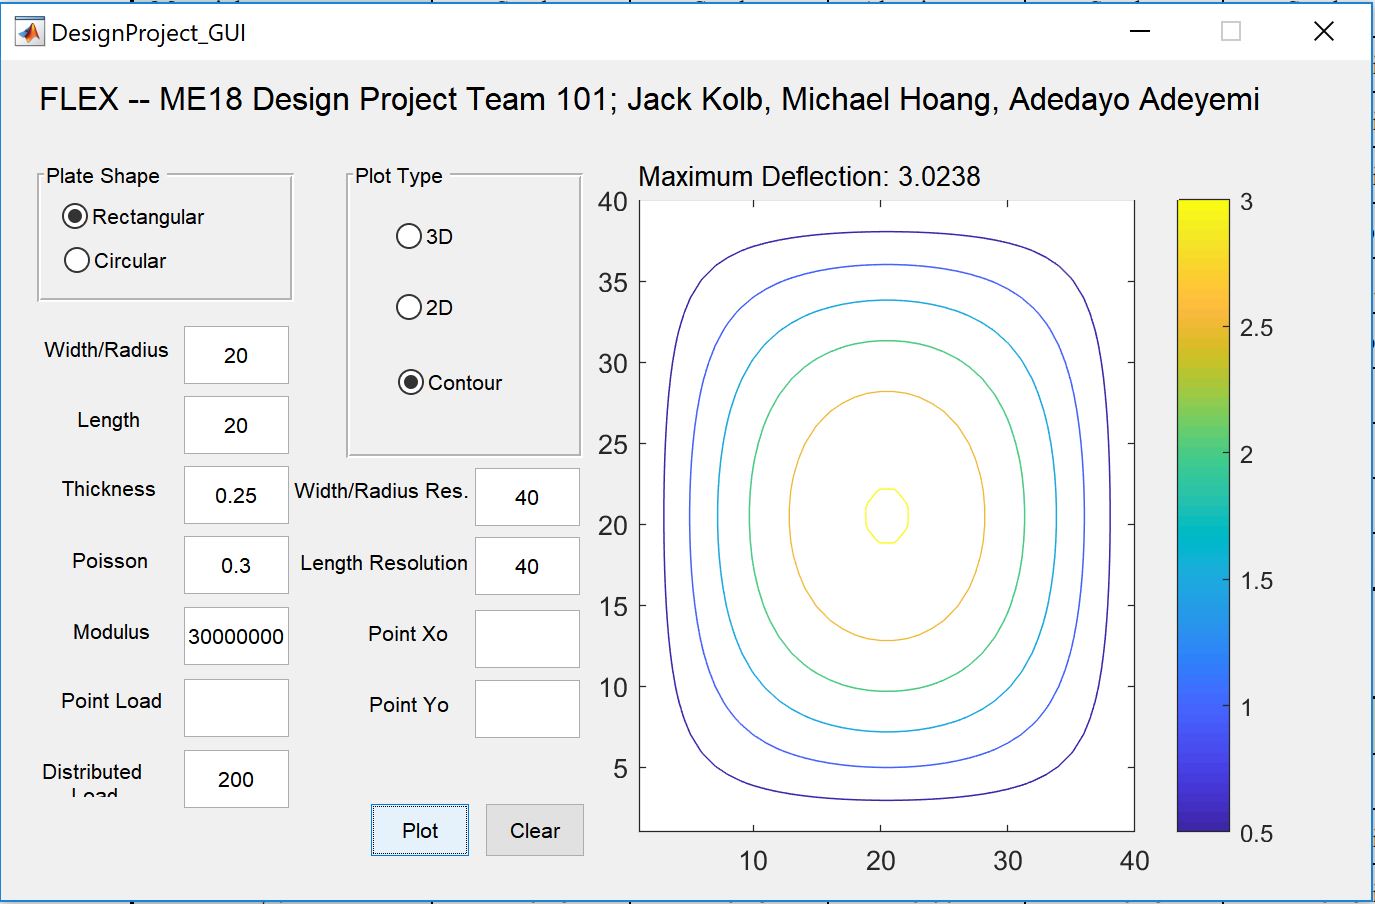 DesignProject_GUI
FLEX -- ME18 Design Project Team 101; Jack Kolb, Michael Hoang, Adedayo Adeyemi
Plate Shape
Rectangular
Circular
Plot Type
3D
2D
Contour
Width/Radius 20
Length 20
Thickness 0.25
Poisson 0.3
Modulus 30000000
Point Load
Distributed 200
Load
Width/Radius Res. 40
Length Resolution 40
Point Xo
Point Yo
Plot Clear
Maximum Deflection: 3.0238
40
35
30
25
20
15
10
5
10 20 30 40
3
2.5
2
1.5
1
0.5